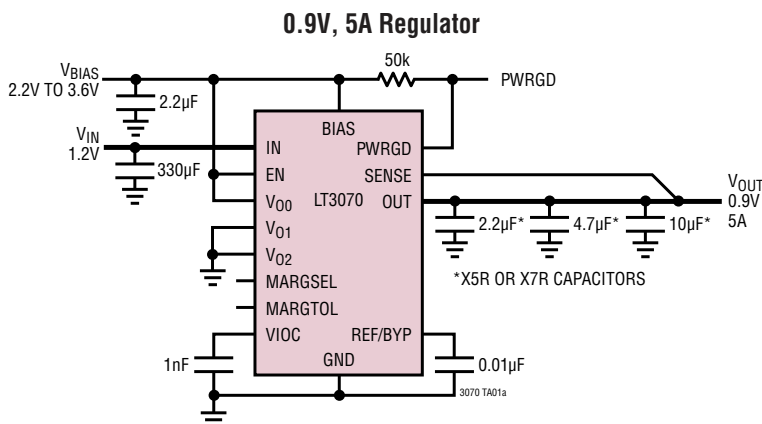 0.9V, 5A Regulator
50k
VBIAS
2.2V TO 3.6V
PWRGD
2.2µF
BIAS
VIN
1.2V
IN
PWRGD
330µF
EN
SENSE
VO0
LT3070
OUT
VOUT
0.9V
5A
VO1
2.2µF*
4.7µF*
10µF*
VO2
*X5R OR X7R CAPACITORS
MARGSEL
MARGTOL
VIOC
REF/BYP
1nF
GND
0.01µF
3070 TA01a